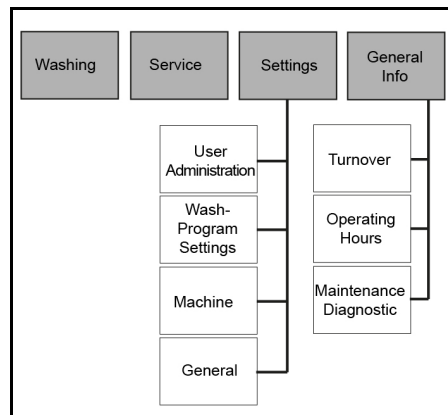 Washing
Service
Settings
General
Info
User
Administration
Wash-
Program
Settings
Machine
General
Turnover
Operating
Hours
Maintenance
Diagnostic